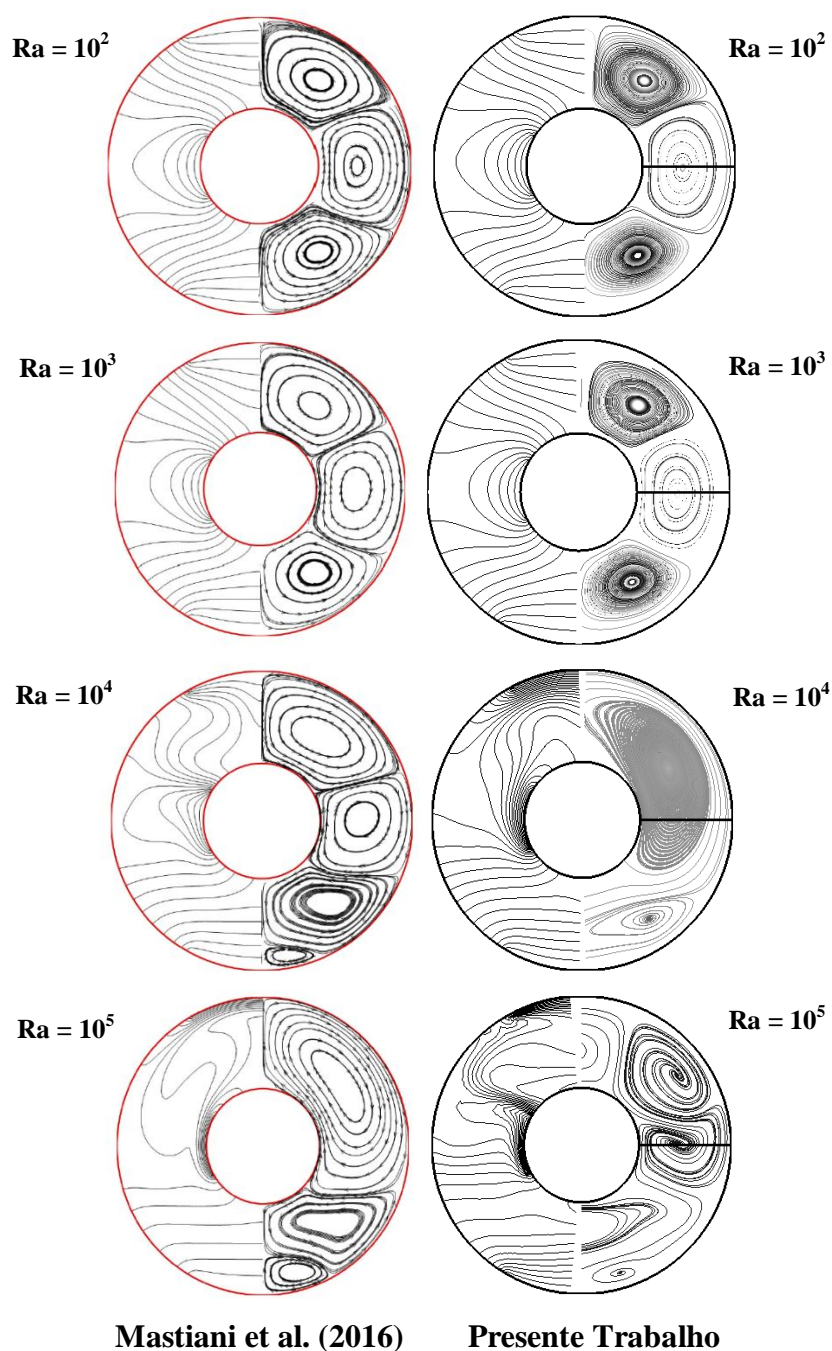 Ra = 10²
Ra = 10²
Ra = 10³
Ra = 10³
Ra = 10⁴
Ra = 10⁴
Ra = 10⁵
Ra = 10⁵
Mastiani et al. (2016)
Presente Trabalho